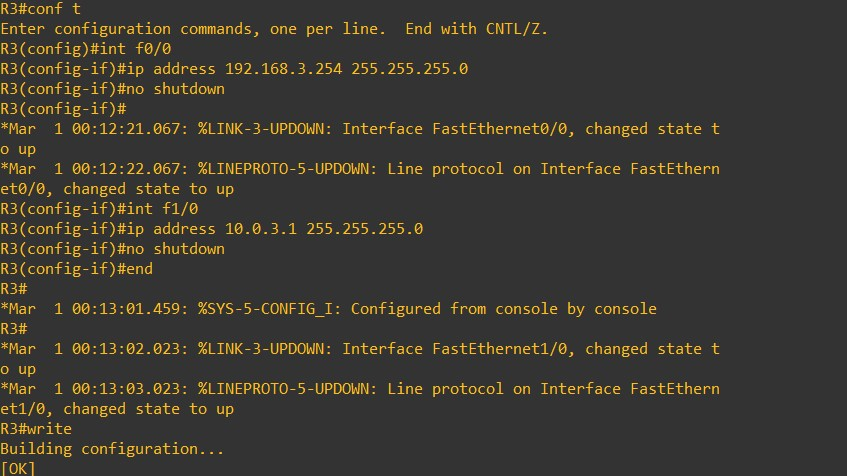 R3#conf t
Enter configuration commands, one per line.  End with CNTL/Z.
R3(config)#int f0/0
R3(config-if)#ip address 192.168.3.254 255.255.255.0
R3(config-if)#no shutdown
R3(config-if)#
*Mar  1 00:12:21.067: %LINK-3-UPDOWN: Interface FastEthernet0/0, changed state t
o up
*Mar  1 00:12:22.067: %LINEPROTO-5-UPDOWN: Line protocol on Interface FastEthern
et0/0, changed state to up
R3(config-if)#int f1/0
R3(config-if)#ip address 10.0.3.1 255.255.255.0
R3(config-if)#no shutdown
R3(config-if)#end
R3#
*Mar  1 00:13:01.459: %SYS-5-CONFIG_I: Configured from console by console
R3#
*Mar  1 00:13:02.023: %LINK-3-UPDOWN: Interface FastEthernet1/0, changed state t
o up
*Mar  1 00:13:03.023: %LINEPROTO-5-UPDOWN: Line protocol on Interface FastEthern
et1/0, changed state to up
R3#write
Building configuration...
[OK]